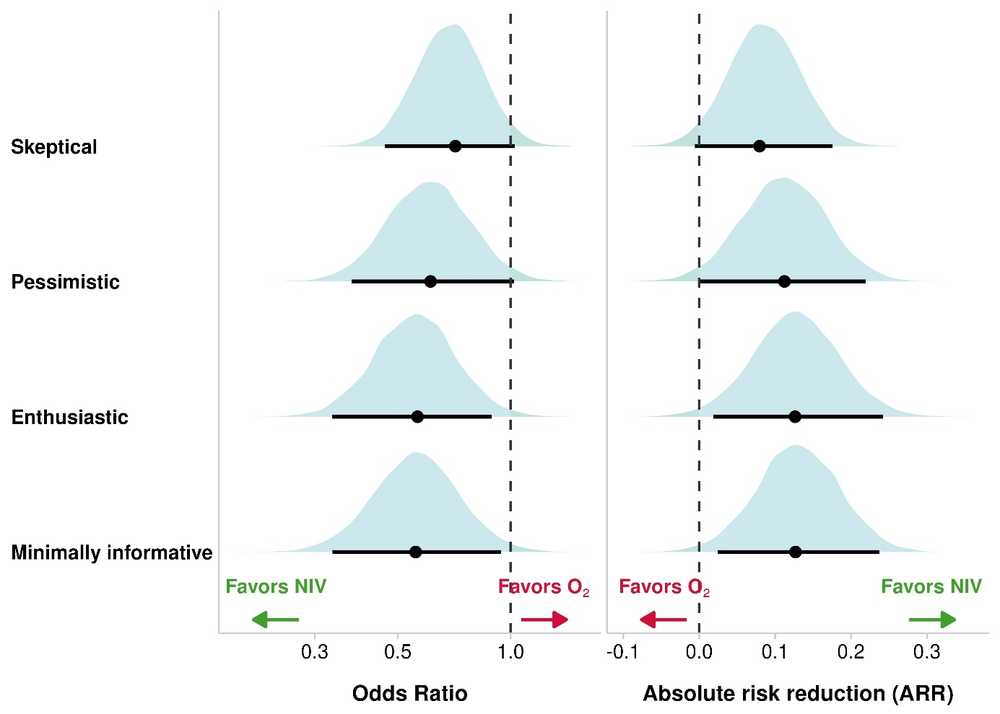 Skeptical
Pessimistic
Enthusiastic
Minimally informative
Favors NIV
Favors O₂
Favors O₂
Favors NIV
0.3 0.5 1.0
-0.1 0.0 0.1 0.2 0.3
Odds Ratio
Absolute risk reduction (ARR)